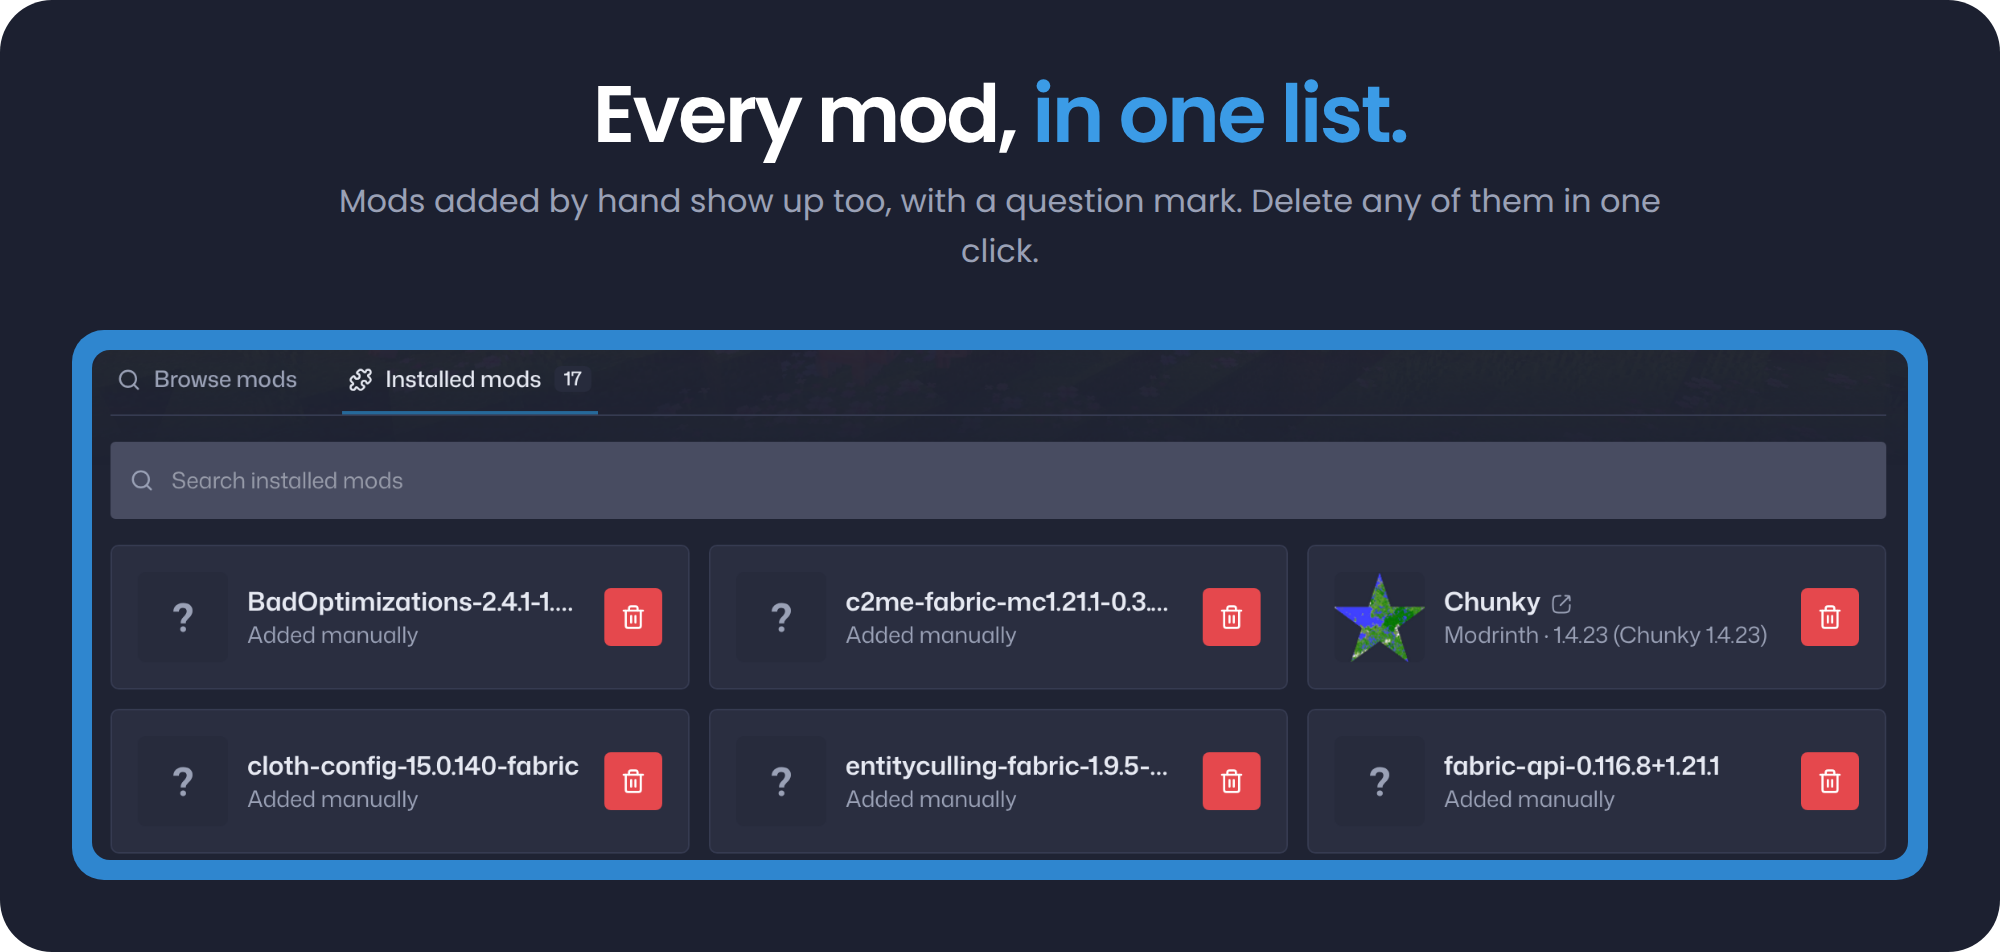 Every mod, in one list.
Mods added by hand show up too, with a question mark. Delete any of them in one
click.
Browse mods
Installed mods 17
Search installed mods
?
BadOptimizations-2.4.1-1....
Added manually
?
c2me-fabric-mc1.21.1-0.3....
Added manually
Chunky
Modrinth · 1.4.23 (Chunky 1.4.23)
?
cloth-config-15.0.140-fabric
Added manually
?
entityculling-fabric-1.9.5-...
Added manually
?
fabric-api-0.116.8+1.21.1
Added manually